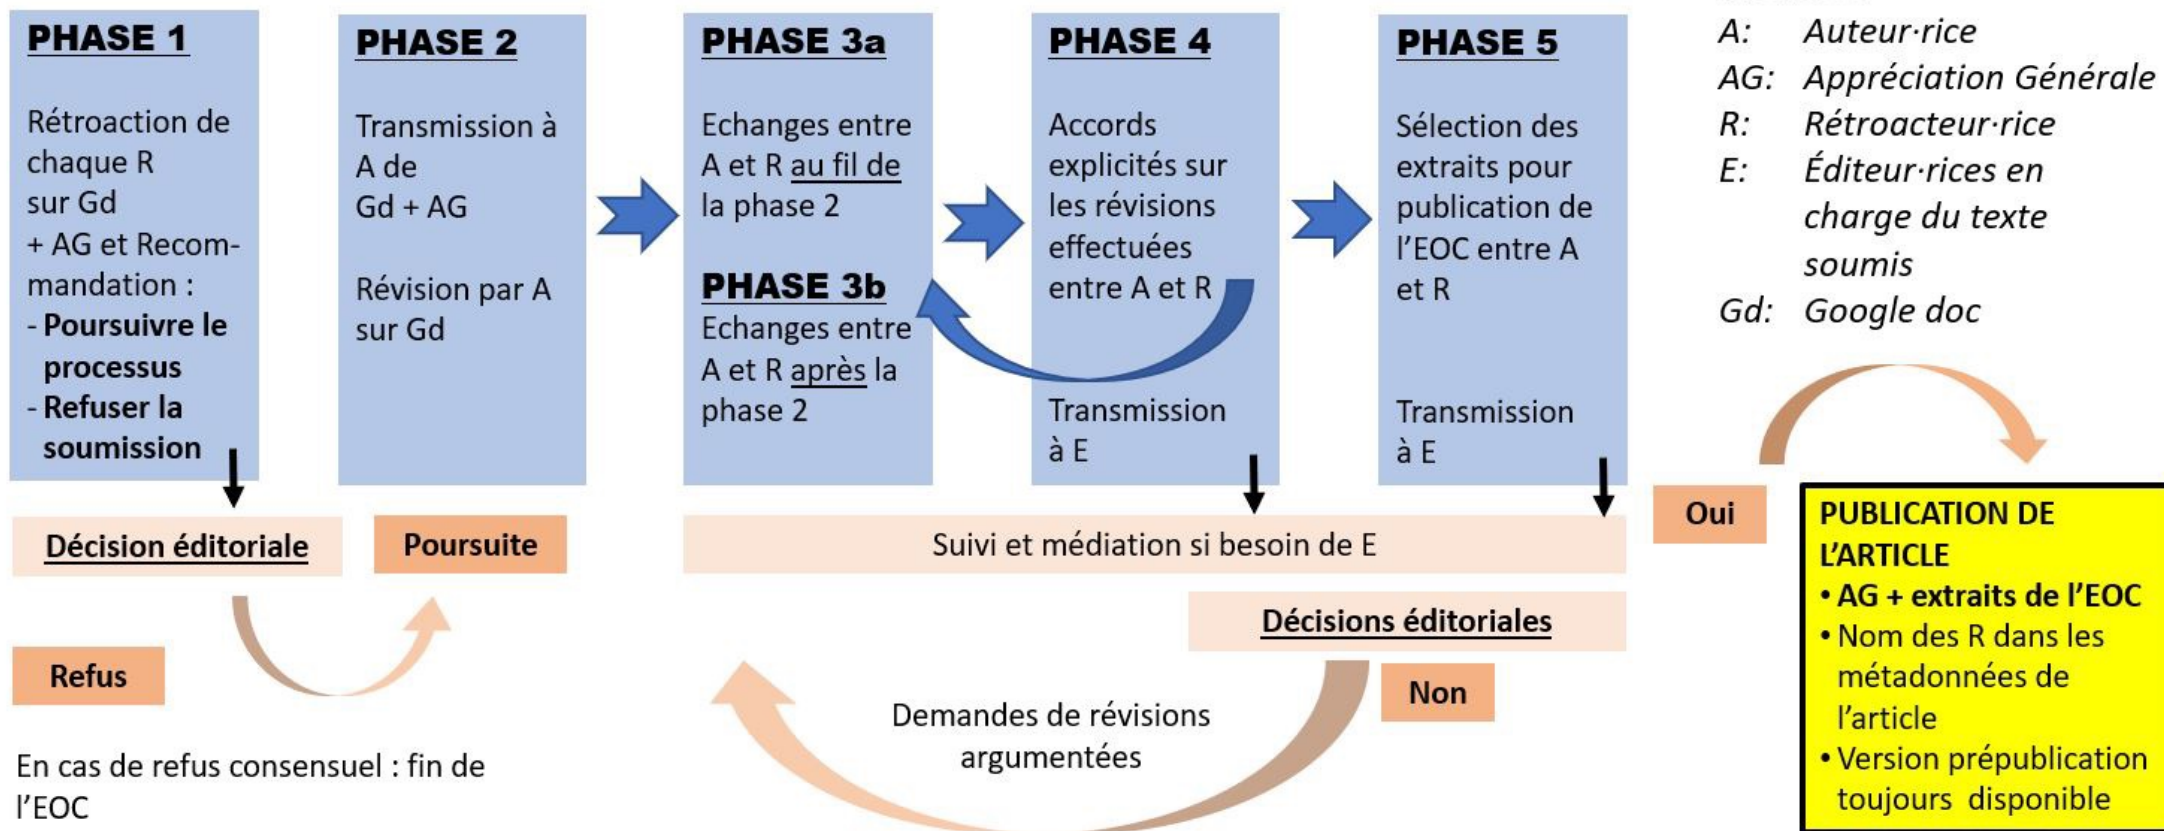 PHASE 1
Rétroaction de
chaque R
sur Gd
+ AG et Recom-
mandation :
- Poursuivre le
processus
- Refuser la
soumission
PHASE 2
Transmission à
A de
Gd + AG
Révision par A
sur Gd
PHASE 3a
Echanges entre
A et R au fil de
la phase 2
PHASE 3b
Echanges entre
A et R après la
phase 2
PHASE 4
Accords
explicités sur
les révisions
effectuées
entre A et R
Transmission
à E
PHASE 5
Sélection des
extraits pour
publication de
l’EOC entre A
et R
Transmission
à E
A: Auteur·rice
AG: Appréciation Générale
R: Rétroacteur·rice
E: Éditeur·rices en
charge du texte
soumis
Gd: Google doc
Décision éditoriale
Poursuite
Refus
En cas de refus consensuel : fin de
l’EOC
Suivi et médiation si besoin de E
Décisions éditoriales
Non
Demandes de révisions
argumentées
Oui
PUBLICATION DE
L’ARTICLE
• AG + extraits de l’EOC
• Nom des R dans les
métadonnées de
l’article
• Version prépublication
toujours disponible